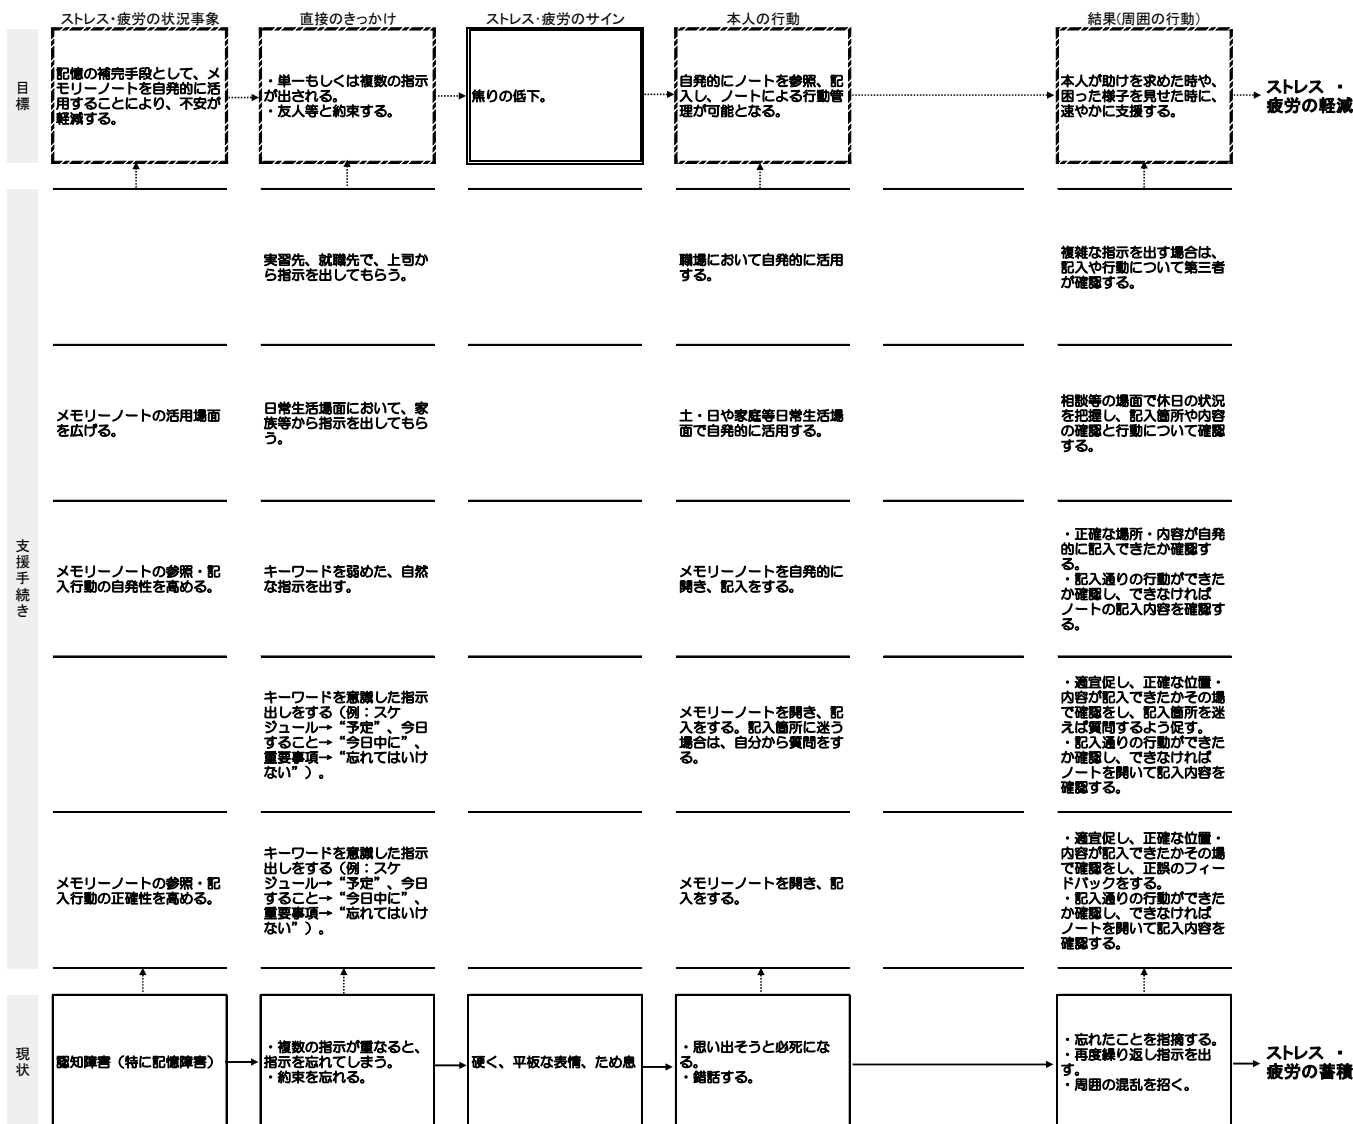 ストレス・疲労の状況事象
直接のきっかけ
ストレス・疲労のサイン
本人の行動
結果(周囲の行動)
目標
記憶の補完手段として、メ
モリーノートを自発的に活
用することにより、不安が
軽減する。
・単一もしくは複数の指示
が出される。
・友人等と約束する。
焦りの低下。
自発的にノートを参照、記
入し、ノートによる行動管
理が可能となる。
本人が助けを求めた時や、
困った様子を見せた時に、
速やかに支援する。
ストレス ・
疲労の軽減
支援手続き
実習先、就職先で、上司か
ら指示を出してもらう。
職場において自発的に活用
する。
複雑な指示を出す場合は、
記入や行動について第三者
が確認する。
メモリーノートの活用場面
を広げる。
日常生活場面において、家
族等から指示を出してもら
う。
土・日や家庭等日常生活場
面で自発的に活用する。
相談等の場面で休日の状況
を把握し、記入箇所や内容
の確認と行動について確認
する。
メモリーノートの参照・記
入行動の自発性を高める。
キーワードを弱めた、自然
な指示を出す。
メモリーノートを自発的に
開き、記入をする。
・正確な場所・内容が自発
的に記入できたか確認す
る。
・記入通りの行動ができた
か確認し、できなければ
ノートの記入内容を確認す
る。
キーワードを意識した指示
出しをする（例：スケ
ジュール→“予定”、今日
すること→“今日中に”、
重要事項→“忘れてはいけ
ない”）。
メモリーノートを開き、記
入をする。記入箇所に迷う
場合は、自分から質問をす
る。
・適宜促し、正確な位置・
内容が記入できたかその場
で確認をし、記入箇所を迷
えば質問するよう促す。
・記入通りの行動ができた
か確認し、できなければ
ノートを開いて記入内容を
確認する。
メモリーノートの参照・記
入行動の正確性を高める。
キーワードを意識した指示
出しをする（例：スケ
ジュール→“予定”、今日
すること→“今日中に”、
重要事項→“忘れてはいけ
ない”）。
メモリーノートを開き、記
入をする。
・適宜促し、正確な位置・
内容が記入できたかその場
で確認をし、正誤のフィー
ドバックをする。
・記入通りの行動ができた
か確認し、できなければ
ノートを開いて記入内容を
確認する。
現状
認知障害（特に記憶障害）
・複数の指示が重なると、
指示を忘れてしまう。
・約束を忘れる。
硬く、平板な表情、ため息
・思い出そうと必死にな
る。
・錯話する。
・忘れたことを指摘する。
・再度繰り返し指示を出
す。
・周囲の混乱を招く。
ストレス ・
疲労の蓄積